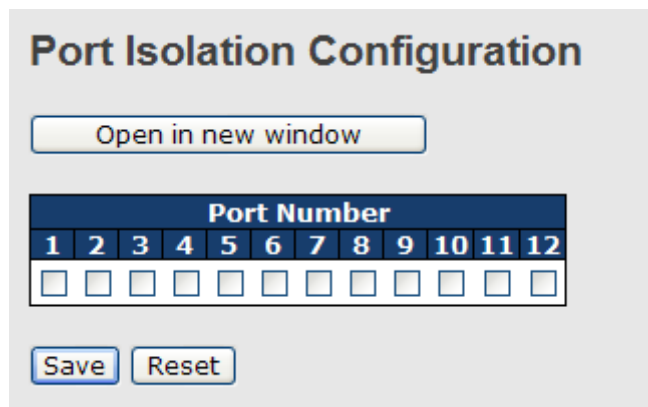 Port Isolation Configuration
Open in new window
Port Number
1 2 3 4 5 6 7 8 9 10 11 12
Save Reset